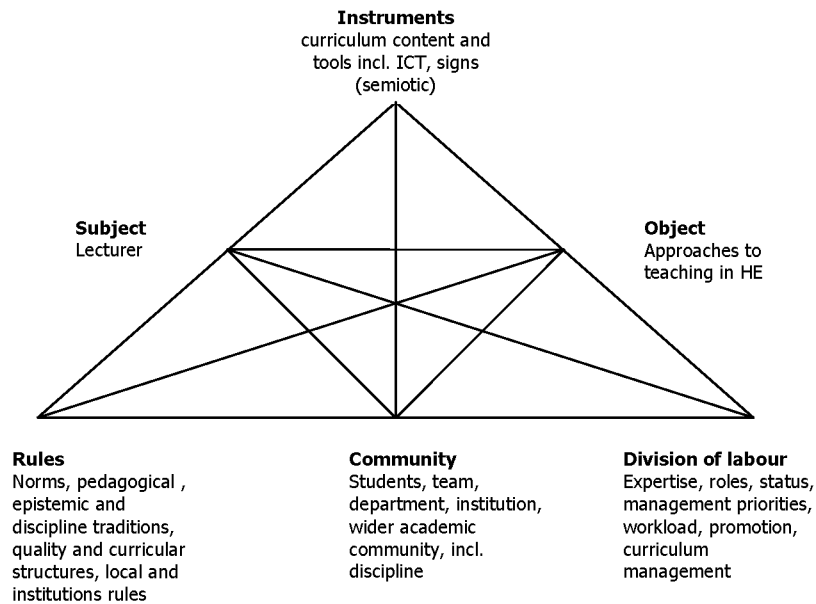 Instruments
curriculum content and
tools incl. ICT, signs
(semiotic)
Subject
Lecturer
Object
Approaches to
teaching in HE
Rules
Norms, pedagogical ,
epistemic and
discipline traditions,
quality and curricular
structures, local and
institutions rules
Community
Students, team,
department, institution,
wider academic
community, incl.
discipline
Division of labour
Expertise, roles, status,
management priorities,
workload, promotion,
curriculum
management